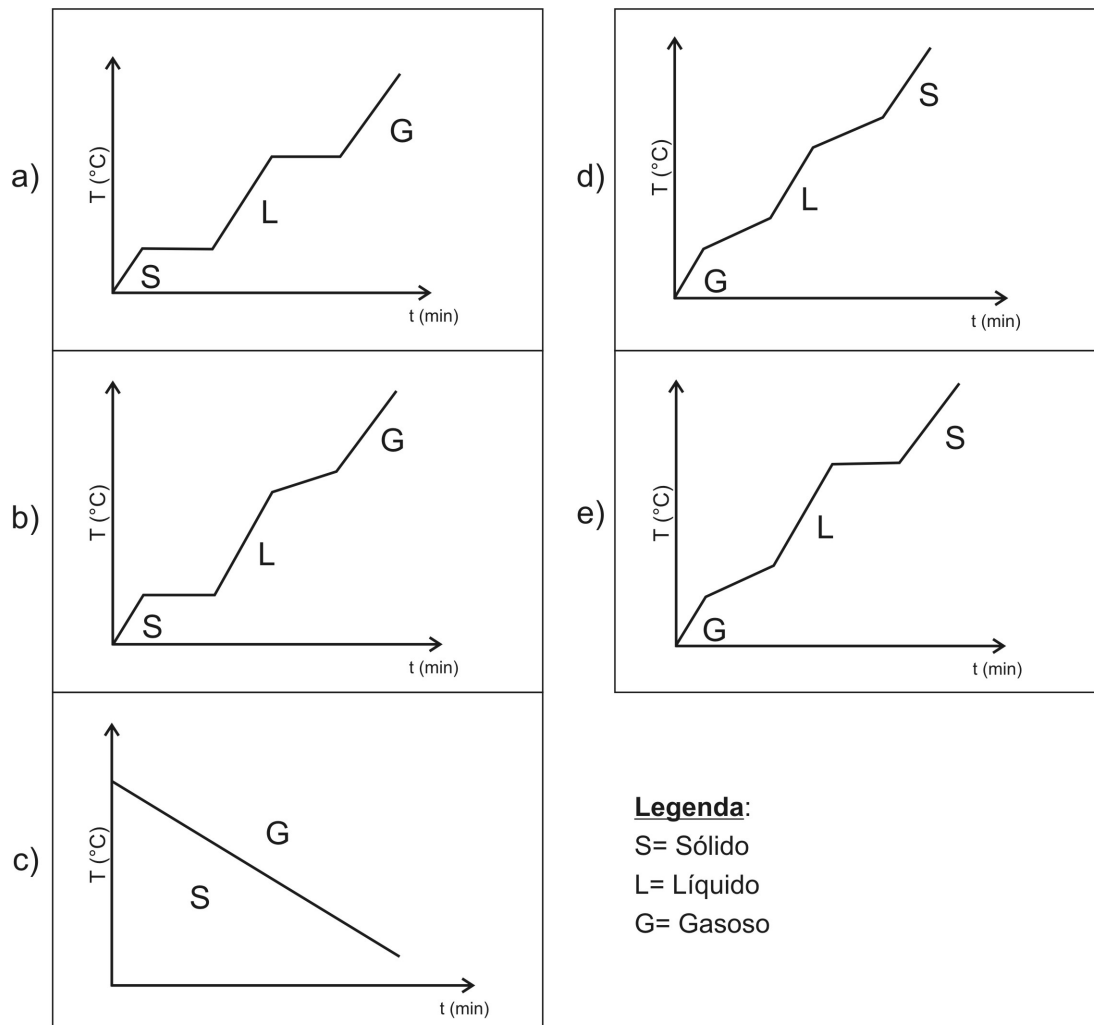 a)
T (°C)
S
L
G
t (min)
b)
T (°C)
S
L
G
t (min)
c)
T (°C)
S
G
t (min)
d)
T (°C)
G
L
S
t (min)
e)
T (°C)
G
L
S
t (min)
Legenda:
S= Sólido
L= Líquido
G= Gasoso